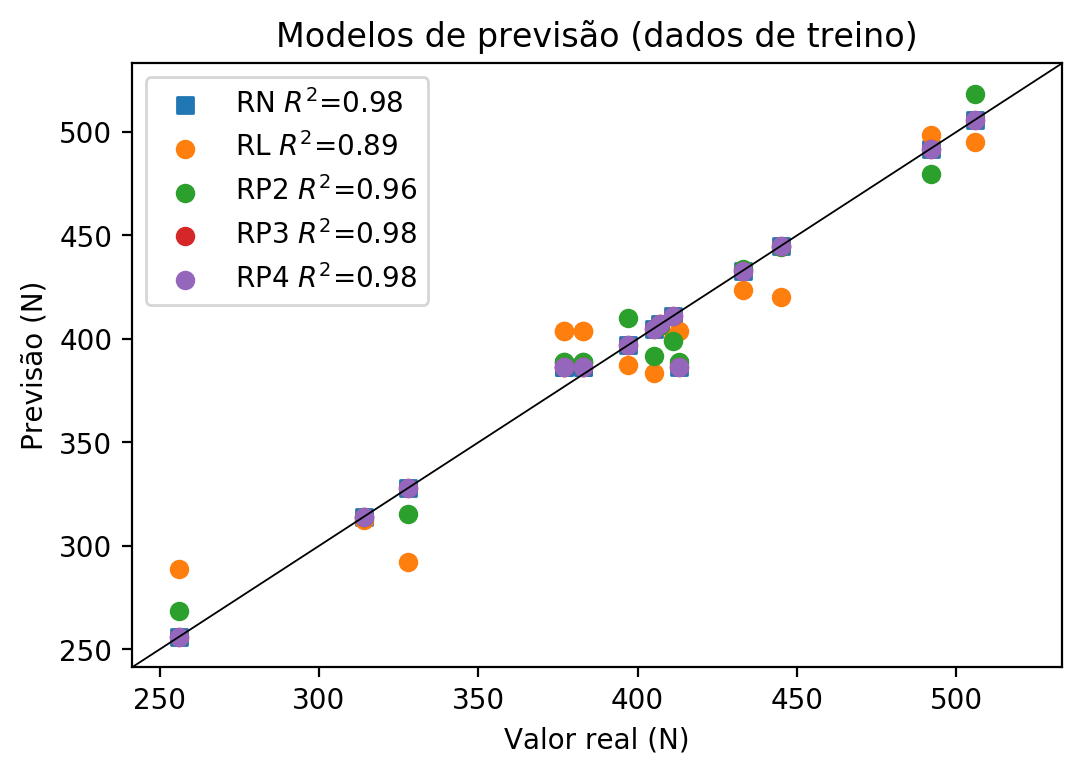 Modelos de previsão (dados de treino)
RN R²=0.98
RL R²=0.89
RP2 R²=0.96
RP3 R²=0.98
RP4 R²=0.98
Previsão (N)
500
450
400
350
300
250
250 300 350 400 450 500
Valor real (N)